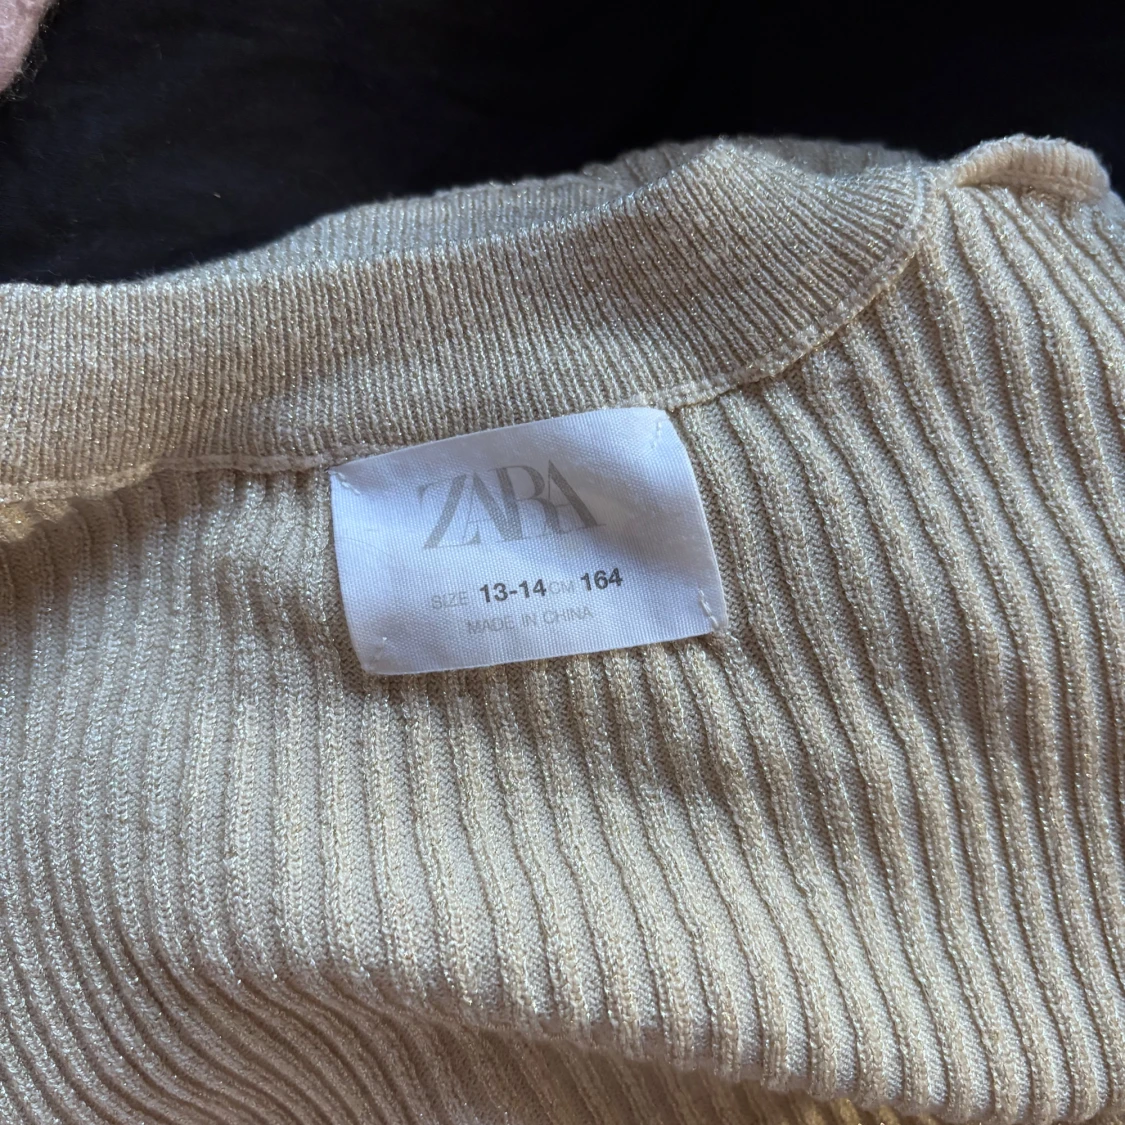 ZARA
SIZE 13-14 CM 164
MADE IN CHINA